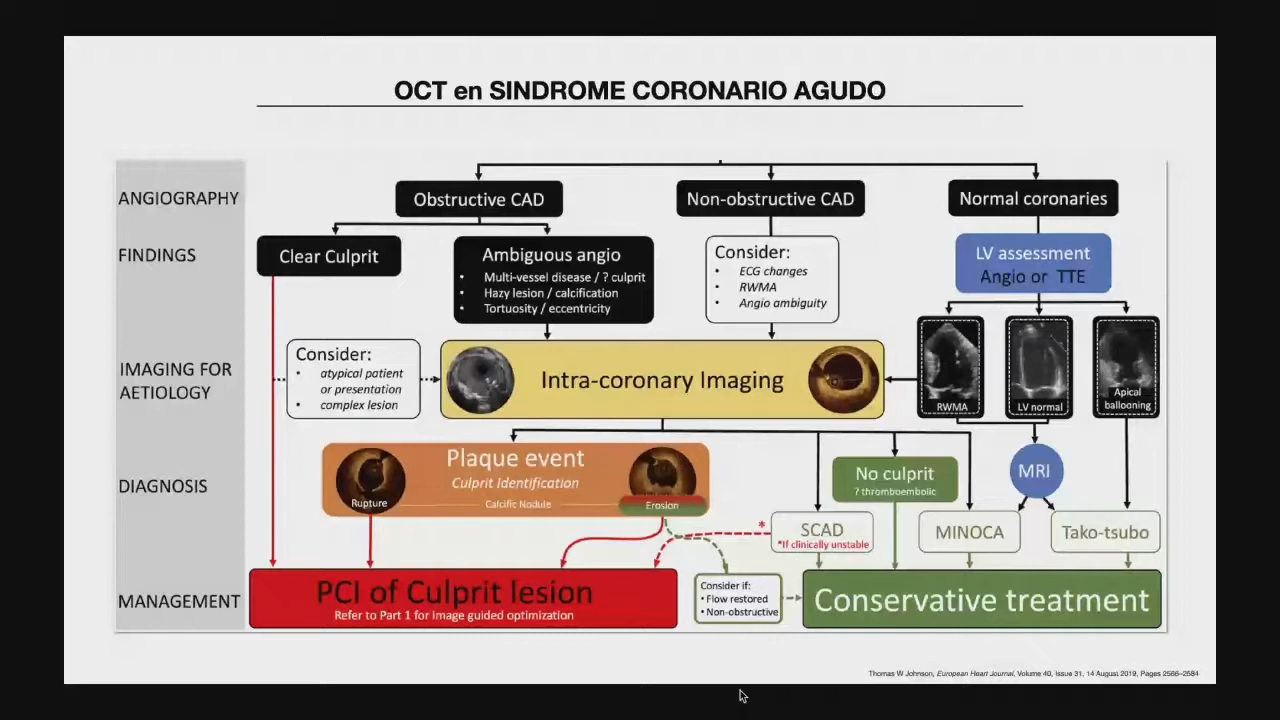 OCT en SINDROME CORONARIO AGUDO
ANGIOGRAPHY
Obstructive CAD
Non-obstructive CAD
Normal coronaries
FINDINGS
Clear Culprit
Ambiguous angio
• Multi-vessel disease / ? culprit
• Hazy lesion / calcification
• Tortuosity / eccentricity
Consider:
• ECG changes
• RWMA
• Angio ambiguity
LV assessment
Angio or TTE
IMAGING FOR
AETIOLOGY
Consider:
• atypical patient
or presentation
• complex lesion
Intra-coronary Imaging
RWMA
LV normal
Apical
ballooning
DIAGNOSIS
Plaque event
Culprit Identification
Rupture
Calcific Nodule
Erosion
No culprit
? thromboembolic
MRI
*
SCAD
*If clinically unstable
MINOCA
Tako-tsubo
MANAGEMENT
PCI of Culprit lesion
Refer to Part 1 for image guided optimization
Consider if:
• Flow restored
• Non-obstructive
Conservative treatment
Thomas W Johnson, European Heart Journal, Volume 40, Issue 31, 14 August 2019, Pages 2566–2584